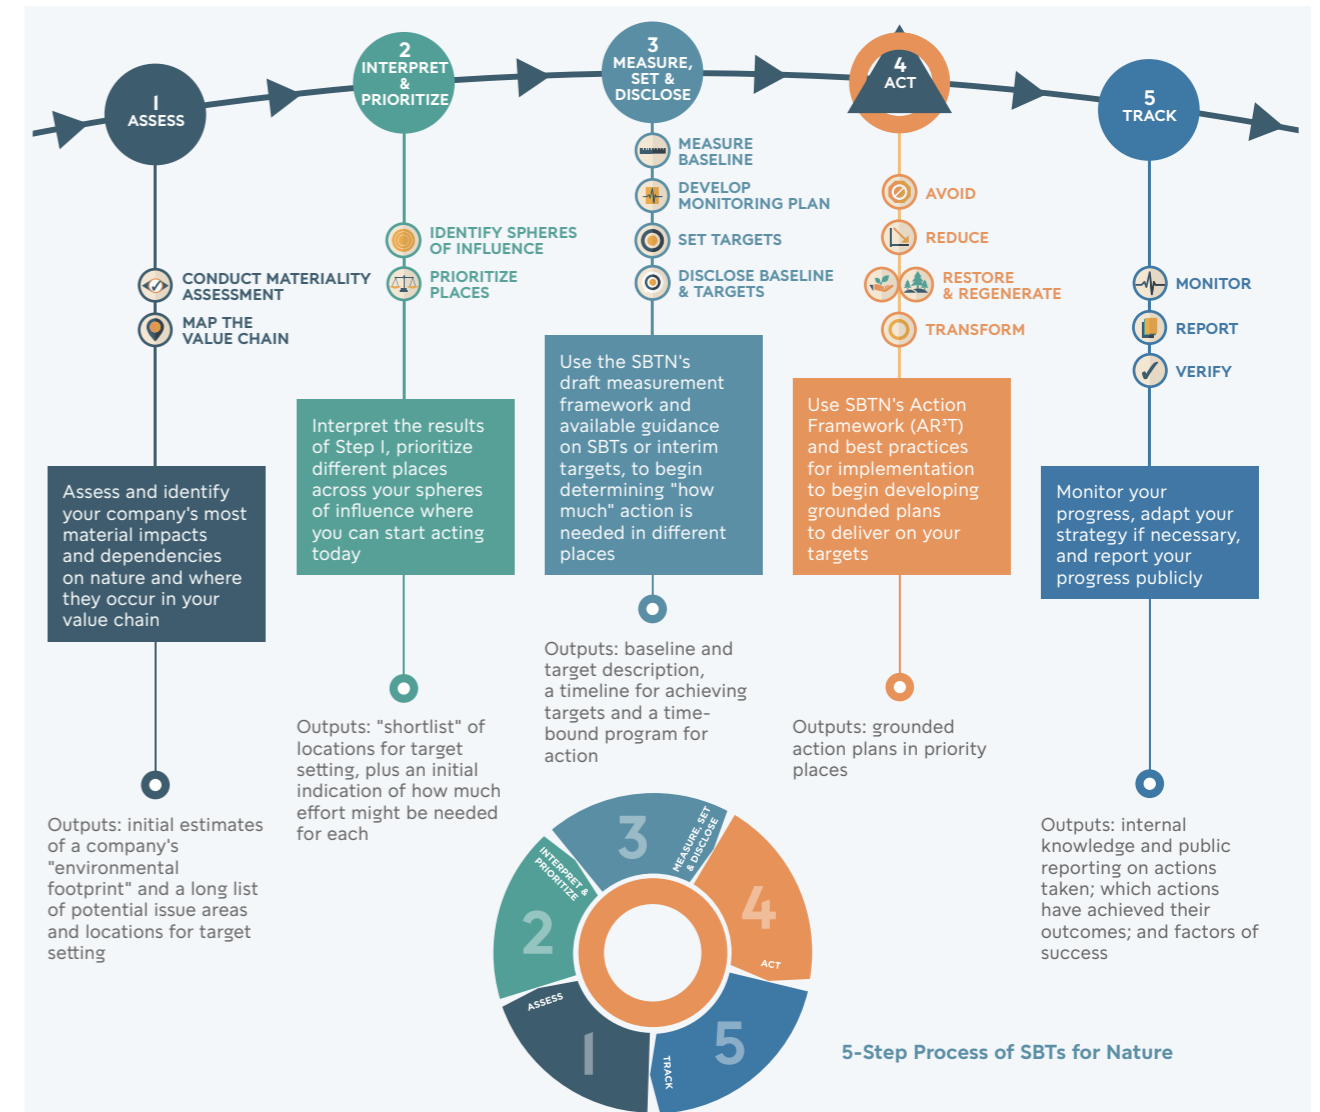 1
ASSESS
CONDUCT MATERIALITY
ASSESSMENT
MAP THE
VALUE CHAIN
Assess and identify
your company's most
material impacts
and dependencies
on nature and where
they occur in your
value chain
Outputs: initial estimates
of a company's
"environmental
footprint" and a long list
of potential issue areas
and locations for target
setting
2
INTERPRET
&
PRIORITIZE
IDENTIFY SPHERES
OF INFLUENCE
PRIORITIZE
PLACES
Interpret the results
of Step 1, prioritize
different places
across your spheres
of influence where
you can start acting
today
Outputs: "shortlist" of
locations for target
setting, plus an initial
indication of how much
effort might be needed
for each
3
MEASURE,
SET &
DISCLOSE
MEASURE
BASELINE
DEVELOP
MONITORING PLAN
SET TARGETS
DISCLOSE BASELINE
& TARGETS
Use the SBTN's
draft measurement
framework and
available guidance
on SBTs or interim
targets, to begin
determining "how
much" action is
needed in different
places
Outputs: baseline and
target description,
a timeline for achieving
targets and a time-
bound program for
action
4
ACT
AVOID
REDUCE
RESTORE
& REGENERATE
TRANSFORM
Use SBTN's Action
Framework (AR³T)
and best practices
for implementation
to begin developing
grounded plans
to deliver on your
targets
Outputs: grounded
action plans in priority
places
5
TRACK
MONITOR
REPORT
VERIFY
Monitor your
progress, adapt your
strategy if necessary,
and report your
progress publicly
Outputs: internal
knowledge and public
reporting on actions
taken; which actions
have achieved their
outcomes; and factors of
success
1
ASSESS
2
INTERPRET &
PRIORITIZE
3
MEASURE, SET
& DISCLOSE
4
ACT
5
TRACK
5-Step Process of SBTs for Nature